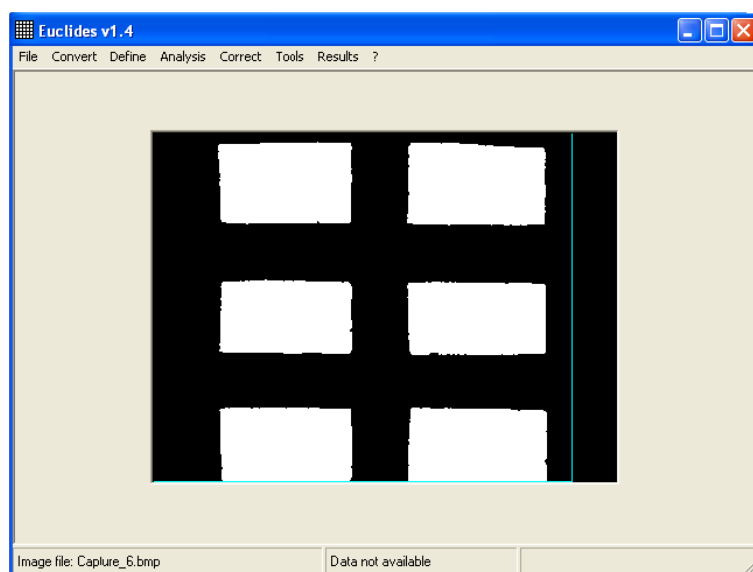 Euclides v1.4
File Convert Define Analysis Correct Tools Results ?
Image file: Capture_6.bmp Data not available